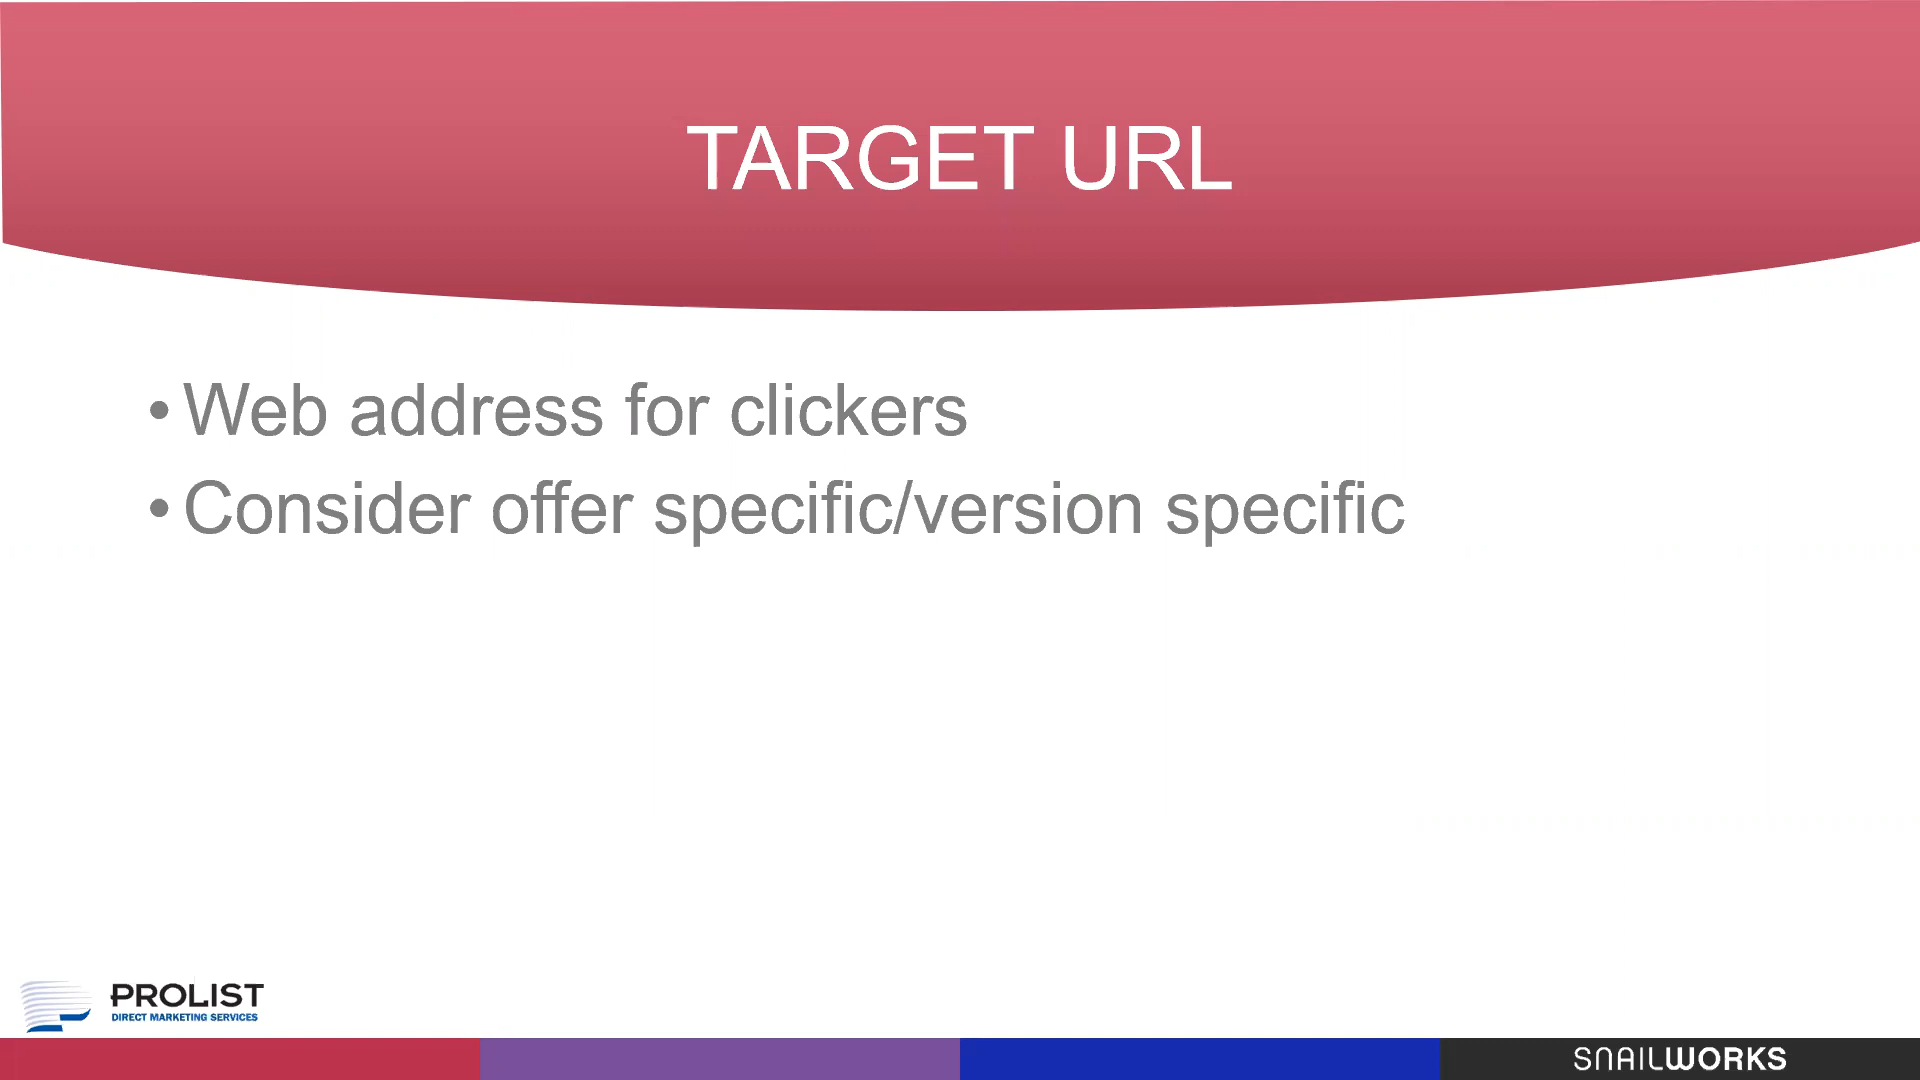 TARGET URL
• Web address for clickers
• Consider offer specific/version specific
PROLIST
DIRECT MARKETING SERVICES
SNAILWORKS